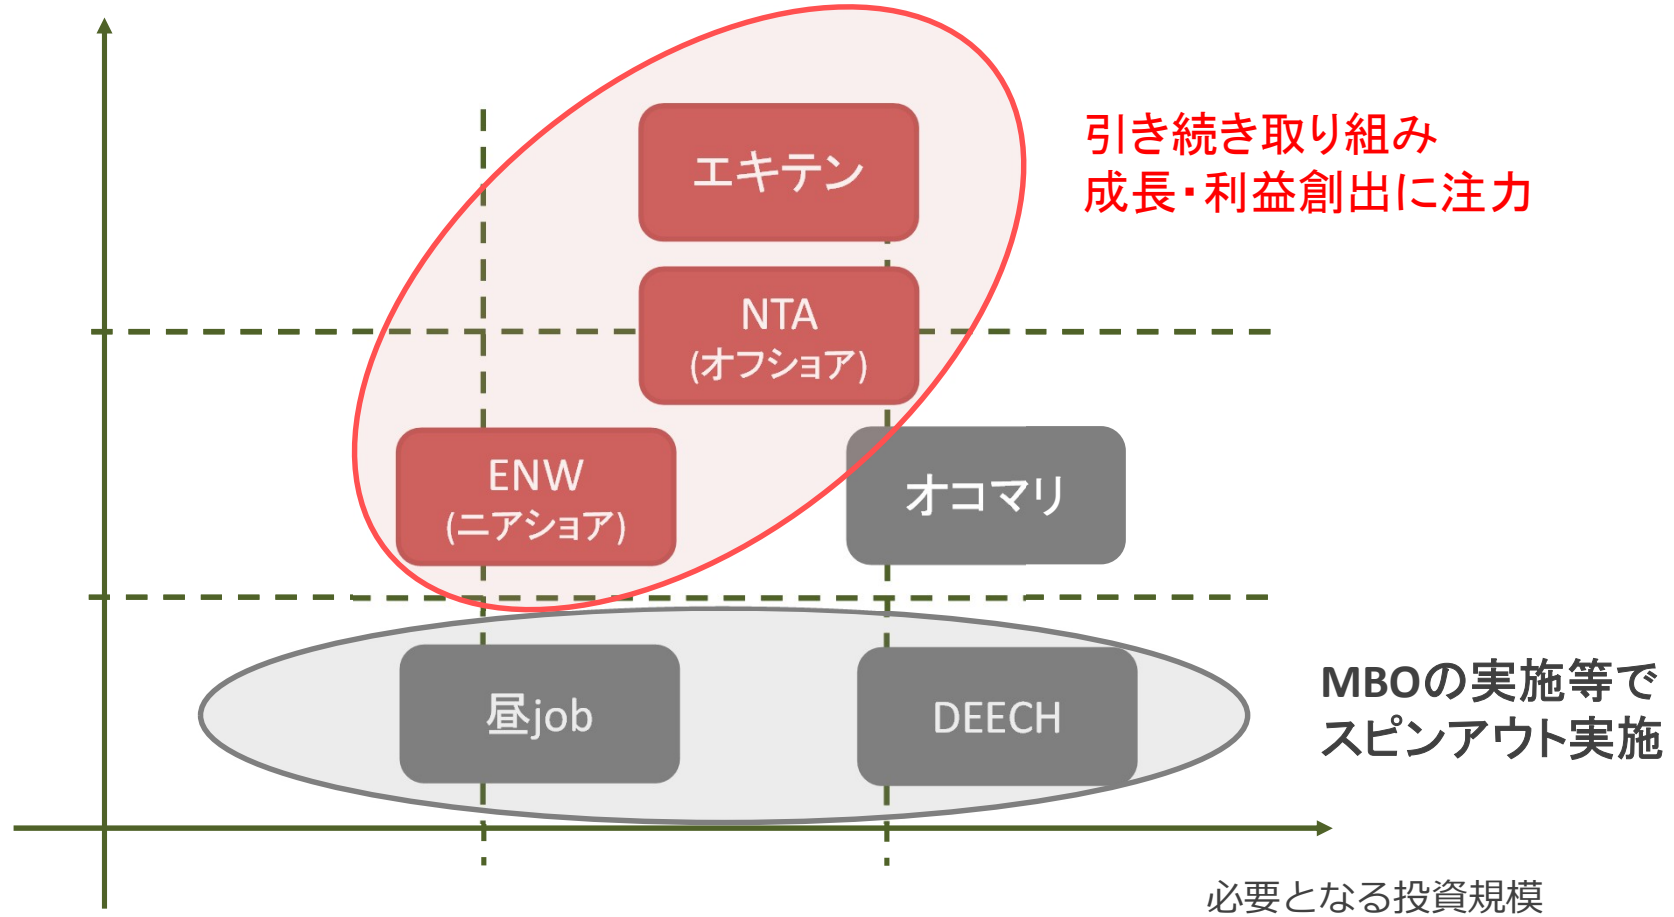 エキテン
引き続き取り組み
成長・利益創出に注力
NTA
(オフショア)
ENW
(ニアショア)
オコマリ
昼job
DEECH
MBOの実施等で
スピンアウト実施
必要となる投資規模